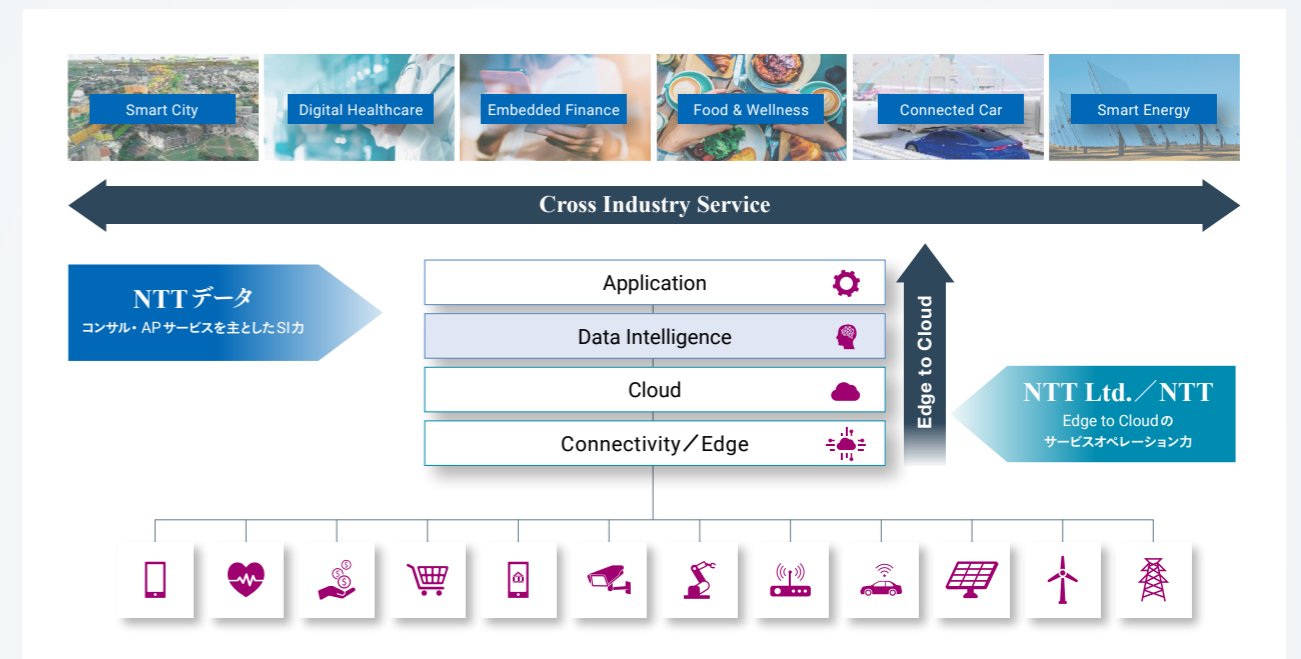 Smart City
Digital Healthcare
Embedded Finance
Food & Wellness
Connected Car
Smart Energy
Cross Industry Service
NTTデータ
コンサル・APサービスを主としたSI力
Application
Data Intelligence
Cloud
Connectivity／Edge
Edge to Cloud
NTT Ltd.／NTT
Edge to Cloudの
サービスオペレーション力